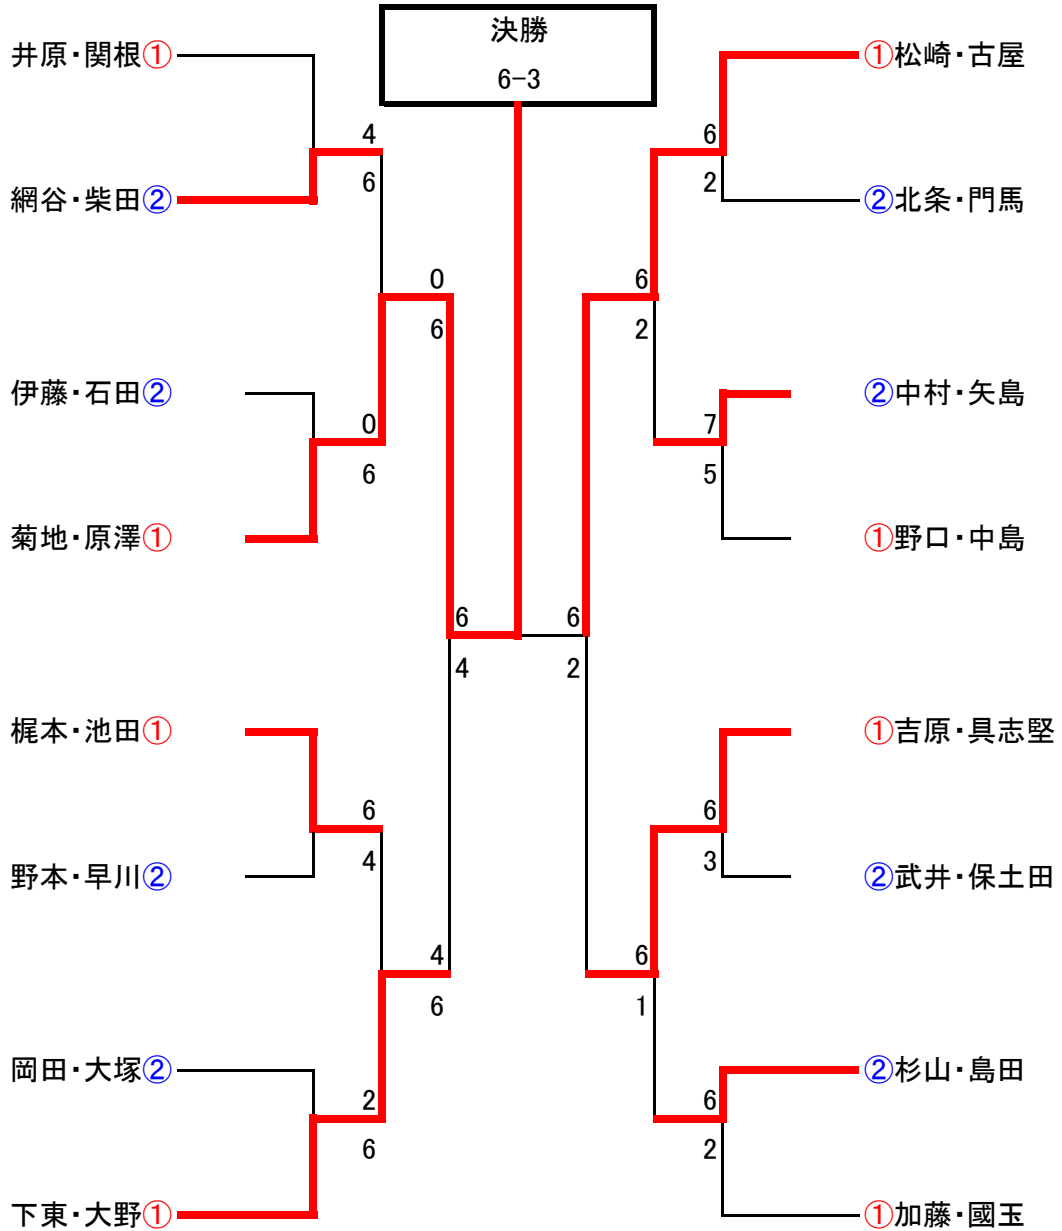 決勝
6-3
井原・関根①
網谷・柴田②
4
6
伊藤・石田②
菊地・原澤①
0
6
0
6
梶本・池田①
野本・早川②
6
4
岡田・大塚②
下東・大野①
2
6
4
6
6
4
①松崎・古屋
②北条・門馬
6
2
②中村・矢島
①野口・中島
7
5
6
2
①吉原・具志堅
②武井・保土田
6
3
②杉山・島田
①加藤・國玉
6
2
6
1
6
2